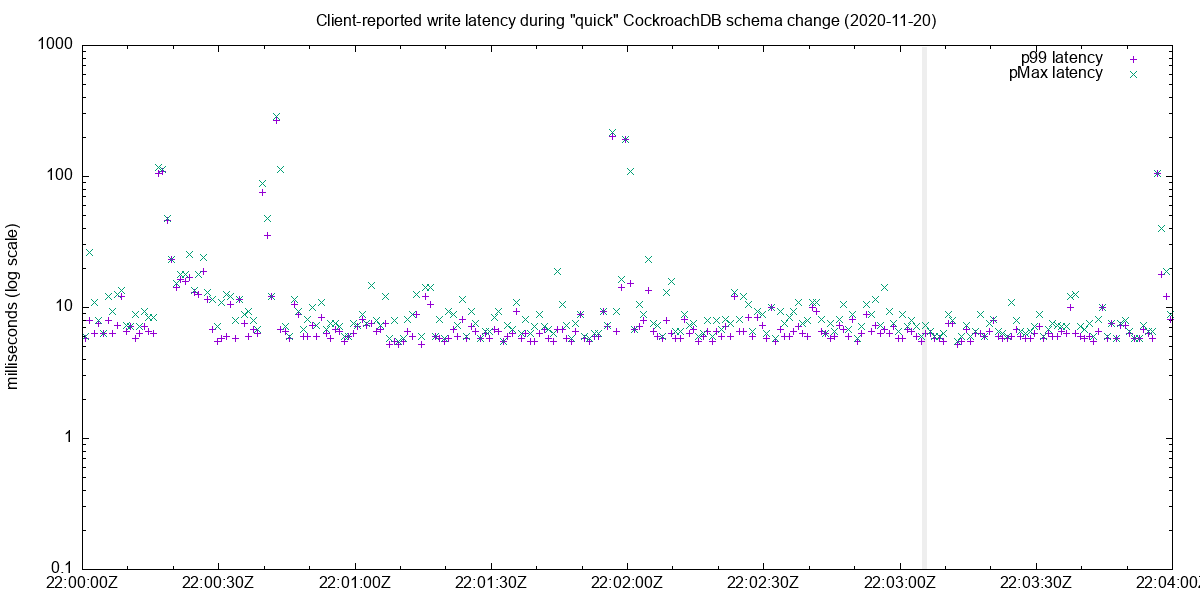 Client-reported write latency during "quick" CockroachDB schema change (2020-11-20)
1000
p99 latency
pMax latency
100
milliseconds (log scale)
10
1
0.1
22:00:00Z 22:00:30Z 22:01:00Z 22:01:30Z 22:02:00Z 22:02:30Z 22:03:00Z 22:03:30Z 22:04:00Z